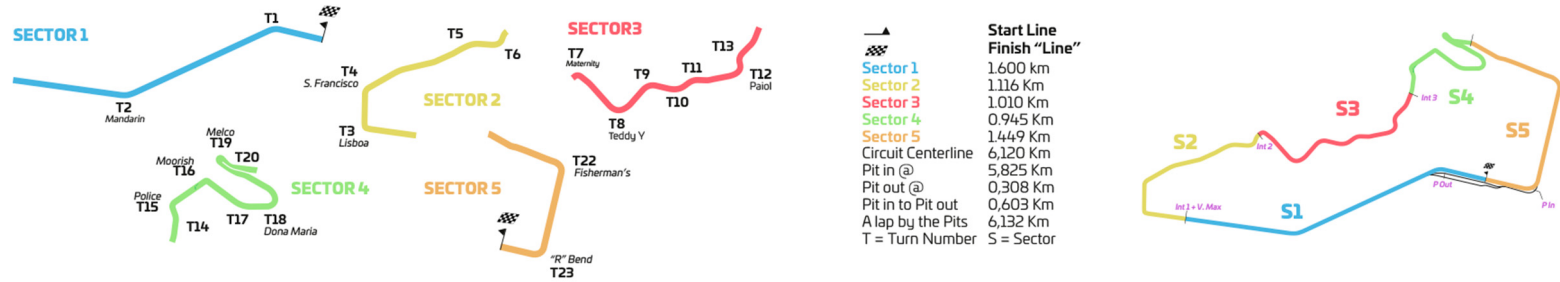 SECTOR 1
T1
T2
Mandarin
T5
T6
T4
S. Francisco
SECTOR 2
T3
Lisboa
SECTOR3
T7
Maternity
T13
T9
T11
T12
Paiol
T10
T8
Teddy Y
Melco
T19
T20
Moorish
T16
Police
T15
SECTOR 4
T14
T17
T18
Dona Maria
SECTOR 5
T22
Fisherman's
"R" Bend
T23
Start Line
Finish "Line"
Sector 1 1.600 km
Sector 2 1.116 Km
Sector 3 1.010 Km
Sector 4 0.945 Km
Sector 5 1.449 Km
Circuit Centerline 6,120 Km
Pit in @ 5,825 Km
Pit out @ 0,308 Km
Pit in to Pit out 0,603 Km
A lap by the Pits 6,132 Km
T = Turn Number S = Sector
S4
Int 3
S3
S5
S2
Int 2
P Out
P In
Int 1 + V. Max
S1